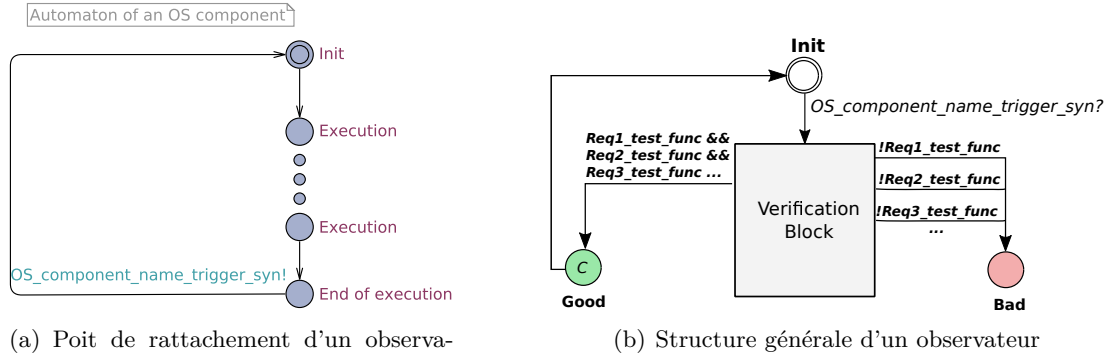 Automaton of an OS component
Init
Execution
Execution
OS_component_name_trigger_syn!
End of execution
(a) Poit de rattachement d'un observa-
Init
OS_component_name_trigger_syn?
Req1_test_func &&
Req2_test_func &&
Req3_test_func ...
Verification
Block
!Req1_test_func
!Req2_test_func
!Req3_test_func
...
C
Good
Bad
(b) Structure générale d'un observateur